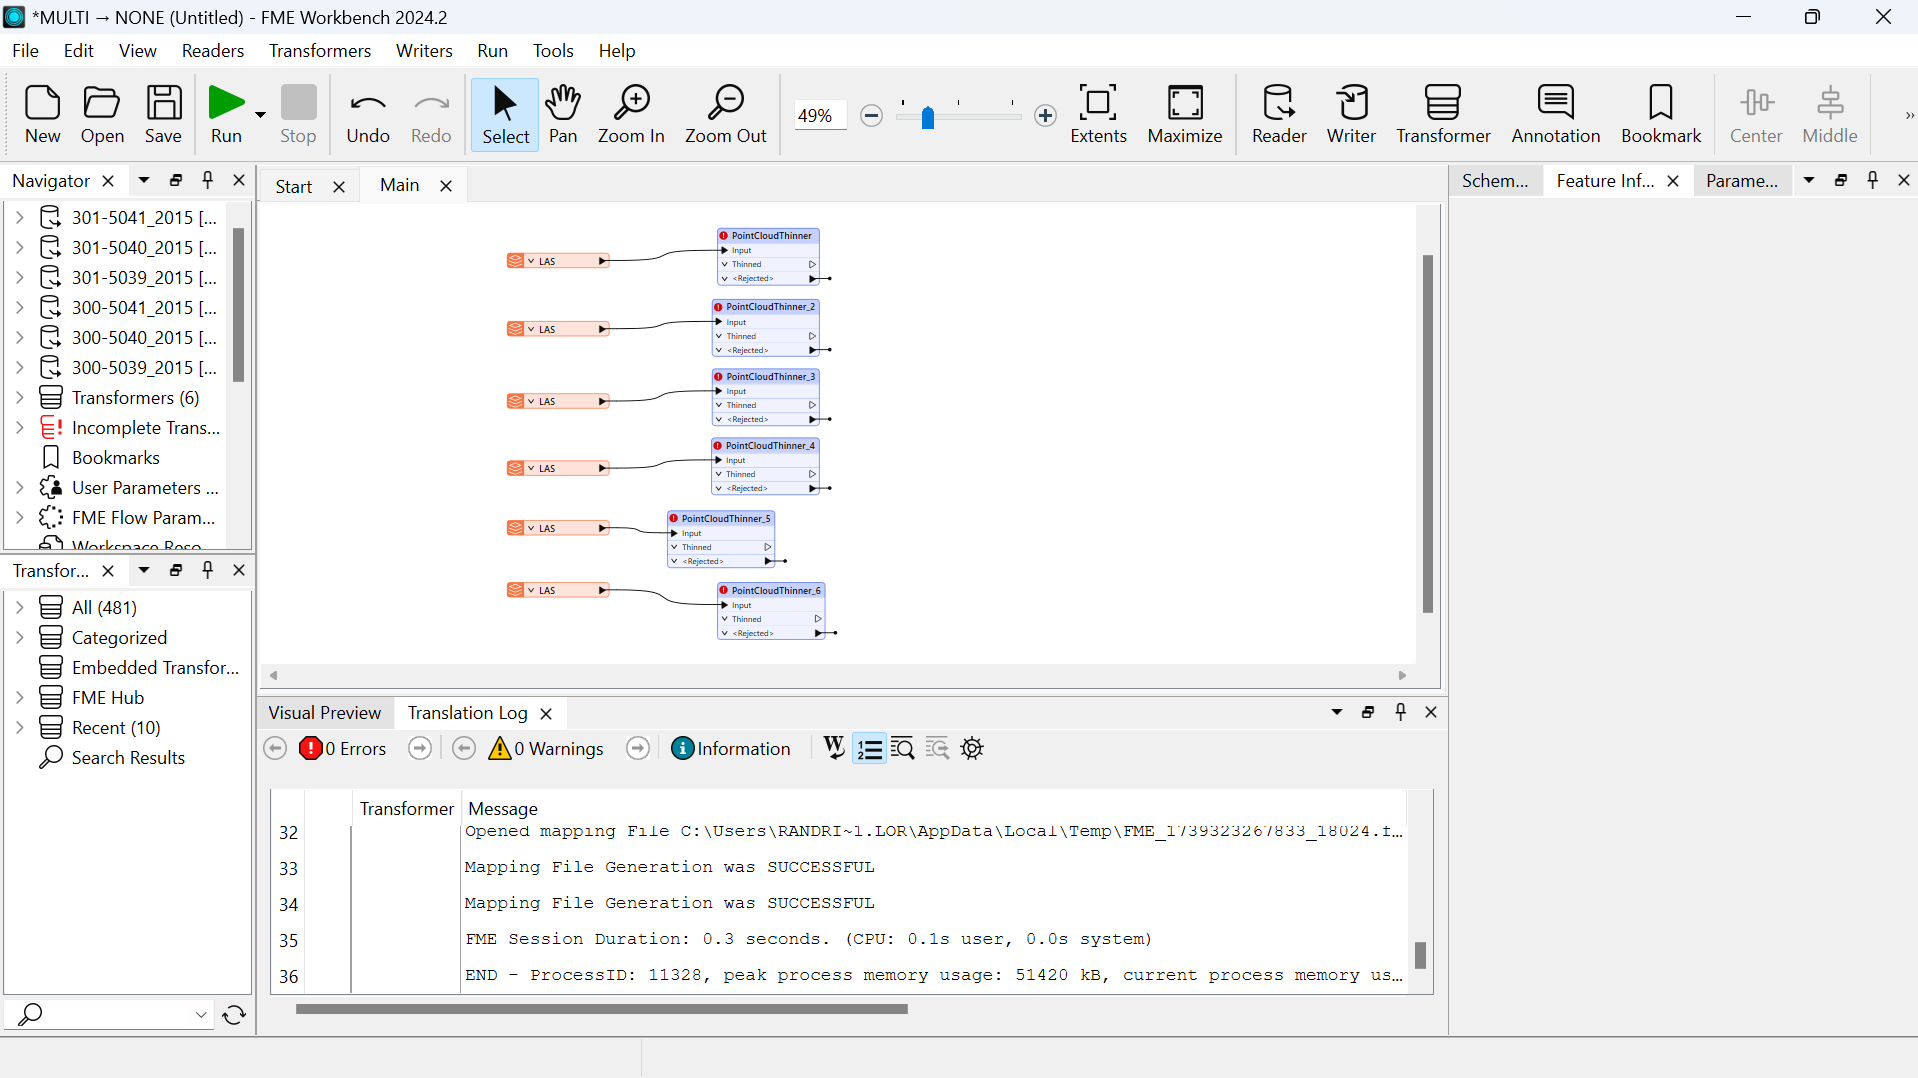 *MULTI → NONE (Untitled) - FME Workbench 2024.2
File Edit View Readers Transformers Writers Run Tools Help
New Open Save Run Stop Undo Redo Select Pan Zoom In Zoom Out 49% Extents Maximize Reader Writer Transformer Annotation Bookmark Center Middle »
Navigator
301-5041_2015 [...
301-5040_2015 [...
301-5039_2015 [...
300-5041_2015 [...
300-5040_2015 [...
300-5039_2015 [...
Transformers (6)
Incomplete Trans...
Bookmarks
User Parameters ...
FME Flow Param...
Workspace Reso...
Transfor...
All (481)
Categorized
Embedded Transfor...
FME Hub
Recent (10)
Search Results
Start Main
LAS
PointCloudThinner
Input
Thinned
<Rejected>
LAS
PointCloudThinner_2
Input
Thinned
<Rejected>
LAS
PointCloudThinner_3
Input
Thinned
<Rejected>
LAS
PointCloudThinner_4
Input
Thinned
<Rejected>
LAS
PointCloudThinner_5
Input
Thinned
<Rejected>
LAS
PointCloudThinner_6
Input
Thinned
<Rejected>
Visual Preview Translation Log
0 Errors 0 Warnings Information
Transformer Message
32 Opened mapping File C:\Users\RANDRI~1.LOR\AppData\Local\Temp\FME_1739323267833_18024.f...
33 Mapping File Generation was SUCCESSFUL
34 Mapping File Generation was SUCCESSFUL
35 FME Session Duration: 0.3 seconds. (CPU: 0.1s user, 0.0s system)
36 END - ProcessID: 11328, peak process memory usage: 51420 kB, current process memory us...
Schem... Feature Inf... Parame...